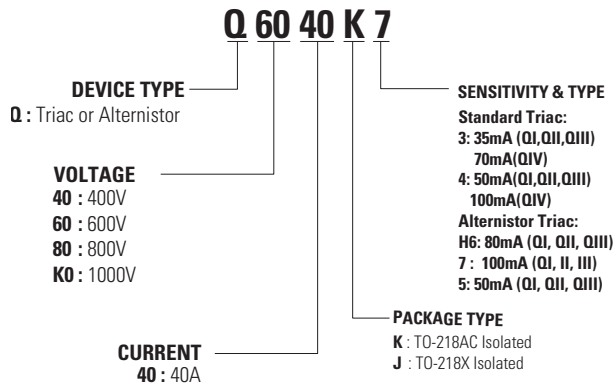 Q 60 40 K 7
DEVICE TYPE
Q : Triac or Alternistor
VOLTAGE
40 : 400V
60 : 600V
80 : 800V
K0 : 1000V
CURRENT
40 : 40A
SENSITIVITY & TYPE
Standard Triac:
3: 35mA (QI,QII,QIII)
70mA(QIV)
4: 50mA(QI,QII,QIII)
100mA(QIV)
Alternistor Triac:
H6: 80mA (QI, QII, QIII)
7 : 100mA (QI, II, III)
5: 50mA (QI, QII, QIII)
PACKAGE TYPE
K : TO-218AC Isolated
J : TO-218X Isolated